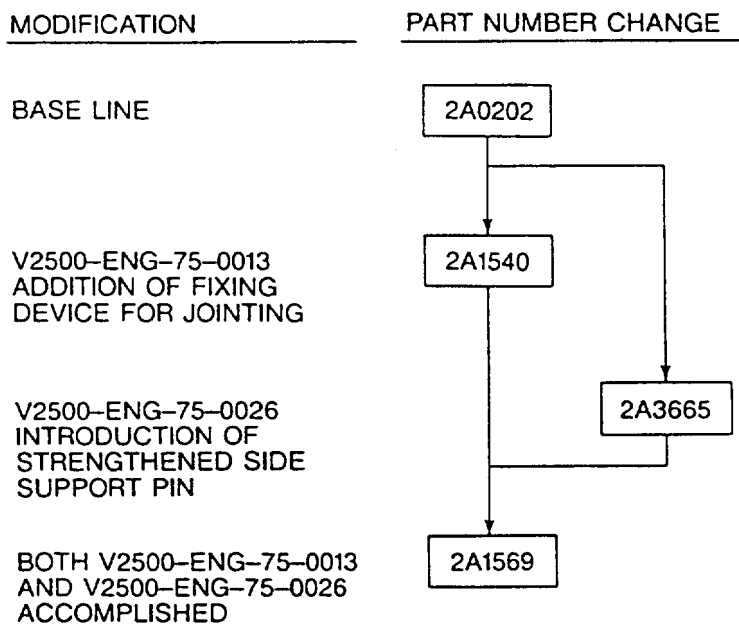 MODIFICATION PART NUMBER CHANGE
BASE LINE 2A0202
V2500–ENG–75–0013 2A1540
ADDITION OF FIXING
DEVICE FOR JOINTING
V2500–ENG–75–0026 2A3665
INTRODUCTION OF
STRENGTHENED SIDE
SUPPORT PIN
BOTH V2500–ENG–75–0013 2A1569
AND V2500–ENG–75–0026
ACCOMPLISHED